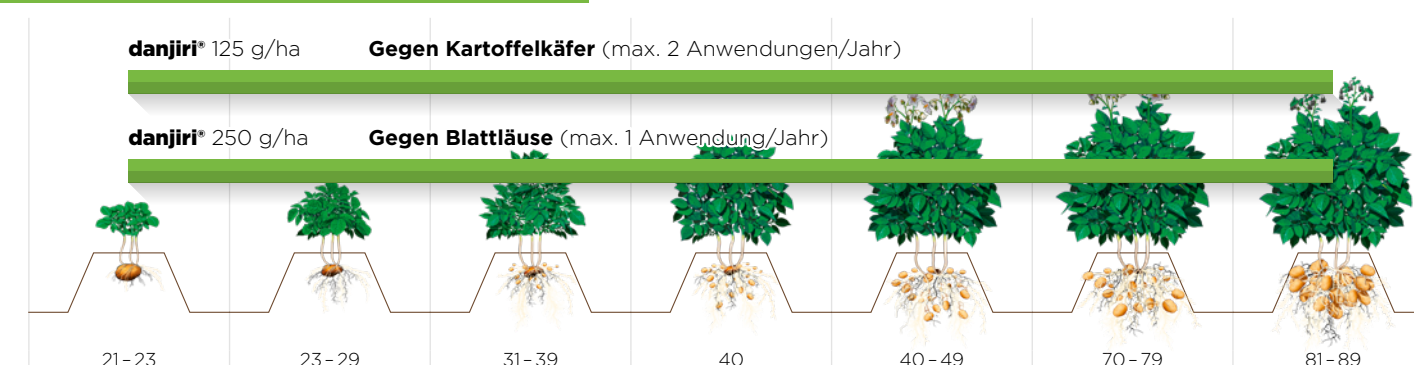 danjiri® 125 g/ha Gegen Kartoffelkäfer (max. 2 Anwendungen/Jahr)
danjiri® 250 g/ha Gegen Blattläuse (max. 1 Anwendung/Jahr)
21–23 23–29 31–39 40 40–49 70–79 81–89